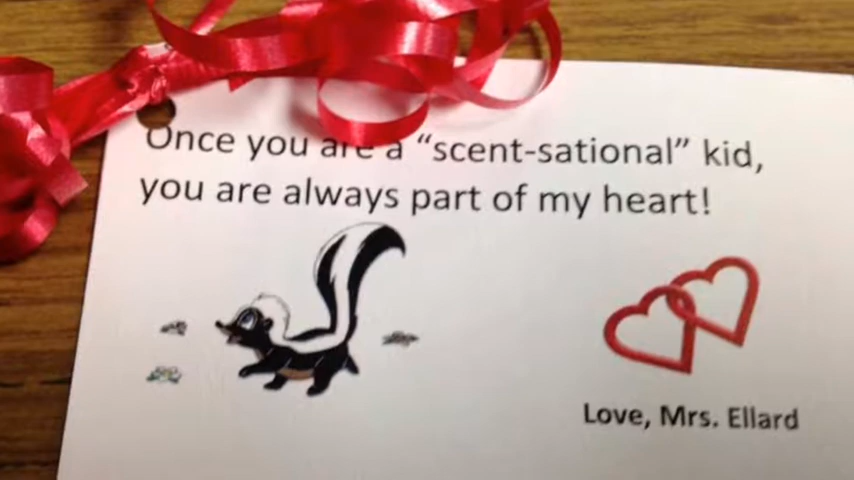 Once you are a “scent-sational” kid,
you are always part of my heart!
Love, Mrs. Ellard